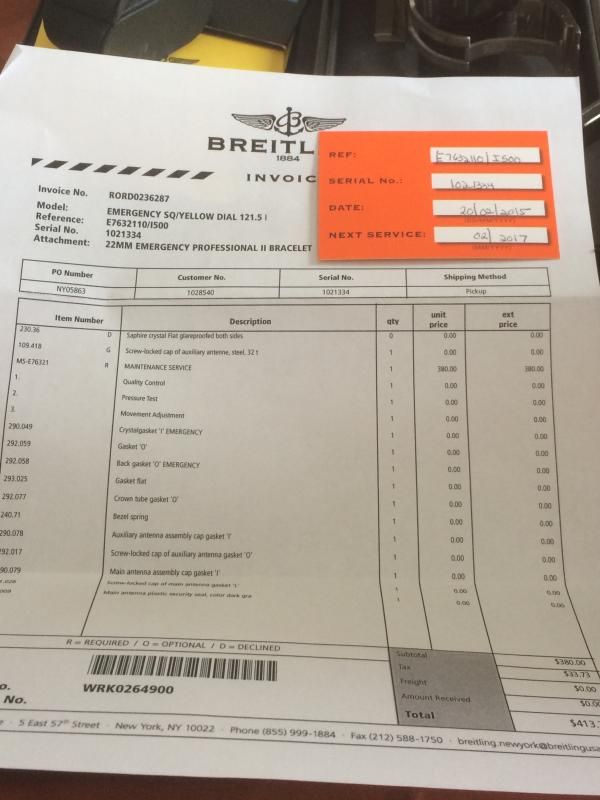 BREITL
1884
INVOIC
REF: E7632110/I500
SERIAL No.: 1021334
DATE: 20/02/2015
NEXT SERVICE: 02/2017
Invoice No. RORD0236287
Model: EMERGENCY SQ/YELLOW DIAL 121.5 I
Reference: E7632110/I500
Serial No. 1021334
Attachment: 22MM EMERGENCY PROFESSIONAL II BRACELET
PO Number Customer No. Serial No. Shipping Method
NY05863 1028540 1021334 Pickup
Item Number Description qty unit price ext price
230.36 D Saphire crystal Flat glareproofed both sides 0 0.00 0.00
109.418 G Screw-locked cap of auxiliary antenne, steel, 32 t 1 0.00 0.00
MS-E76321 R MAINTENANCE SERVICE 1 380.00 380.00
1. Quality Control 1 0.00 0.00
2. Pressure Test 1 0.00 0.00
3. Movement Adjustment 1 0.00 0.00
290.049 Crystalgasket 'I' EMERGENCY 1 0.00 0.00
292.059 Gasket 'O' 1 0.00 0.00
292.058 Back gasket 'O' EMERGENCY 1 0.00 0.00
293.025 Gasket flat 1 0.00 0.00
292.077 Crown tube gasket 'O' 1 0.00 0.00
240.71 Bezel spring 1 0.00 0.00
290.078 Auxiliary antenna assembly cap gasket 'I' 1 0.00 0.00
292.017 Screw-locked cap of auxiliary antenna gasket 'O' 1 0.00 0.00
90.079 Main antenna assembly cap gasket 'I' 1 0.00 0.00
Screw-locked cap of main antenna gasket 'L' 1 0.00 0.00
Main antenna plastic security seal, color dark gra 1 0.00 0.00
R = REQUIRED / O = OPTIONAL / D = DECLINED
Subtotal $380.00
Tax $33.73
Freight $0.00
Amount Received $0.0
Total $413.
WRK0264900
o.
No.
5 East 57th Street · New York, NY 10022 · Phone (855) 999-1884 · Fax (212) 588-1750 · breitling.newyork@breitlingusa